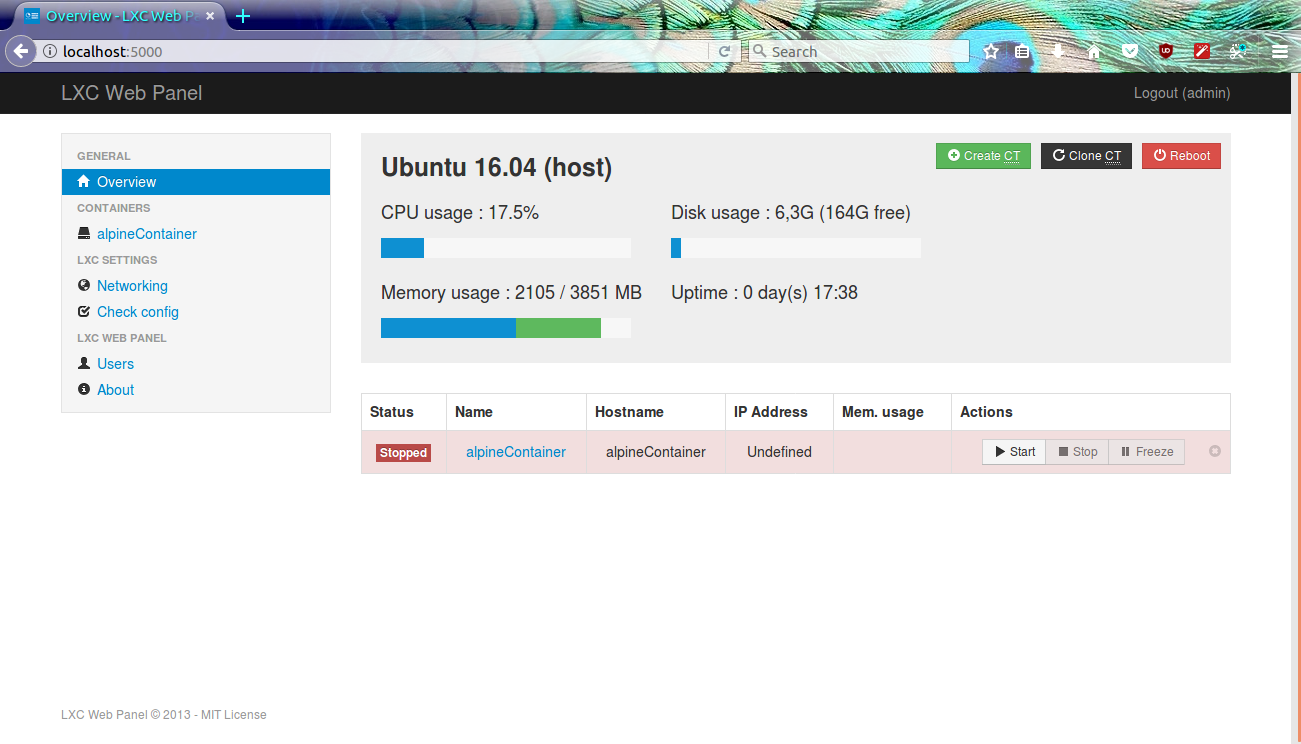 Overview - LXC Web P
localhost:5000
Search
LXC Web Panel
Logout (admin)
GENERAL
Overview
CONTAINERS
alpineContainer
LXC SETTINGS
Networking
Check config
LXC WEB PANEL
Users
About
Ubuntu 16.04 (host)
Create CT
Clone CT
Reboot
CPU usage : 17.5%
Disk usage : 6,3G (164G free)
Memory usage : 2105 / 3851 MB
Uptime : 0 day(s) 17:38
Status Name Hostname IP Address Mem. usage Actions
Stopped alpineContainer alpineContainer Undefined Start Stop Freeze
LXC Web Panel © 2013 - MIT License